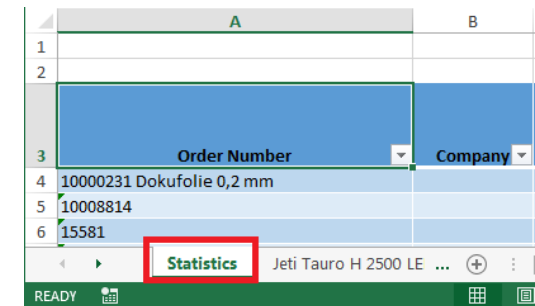 A B
1
2
3 Order Number Company
4 10000231 Dokufolie 0,2 mm
5 10008814
6 15581
Statistics Jeti Tauro H 2500 LE ...
READY